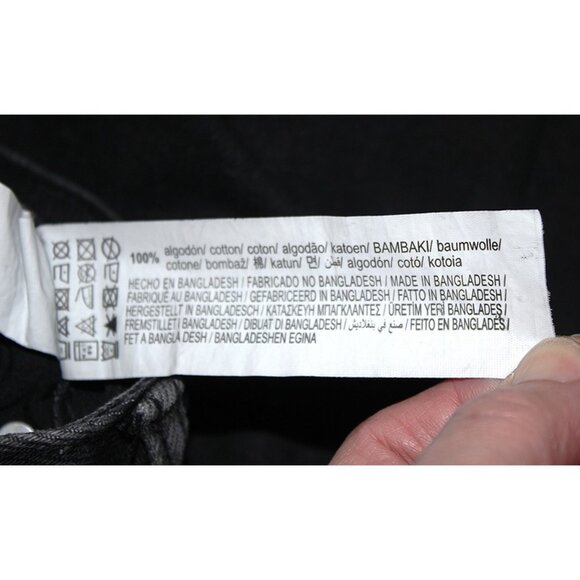 100% algodón/ cotton/ coton/ algodão/ katoen/ BAMBAKI/ baumwolle/
cotone/ bombaž/ 棉/ katun/ 면/ قطن/ algodón/ cotó/ kotoia
HECHO EN BANGLADESH / FABRICADO NO BANGLADESH / MADE IN BANGLADESH /
FABRIQUÉ AU BANGLADESH / GEFABRICEERD IN BANGLADESH / FATTO IN BANGLADESH /
HERGESTELLT IN BANGLADESCH / ΚΑΤΑΣΚΕΥΗ ΜΠΑΓΚΛΑΝΤΕΣ / ÜRETİM YERİ BANGLADEŞ /
FREMSTILLET I BANGLADESH / DIBUAT DI BANGLADESH / صنع في بنغلاديش / FEITO EN BANGLADESH /
FET A BANGLA DESH / BANGLADESHEN EGINA